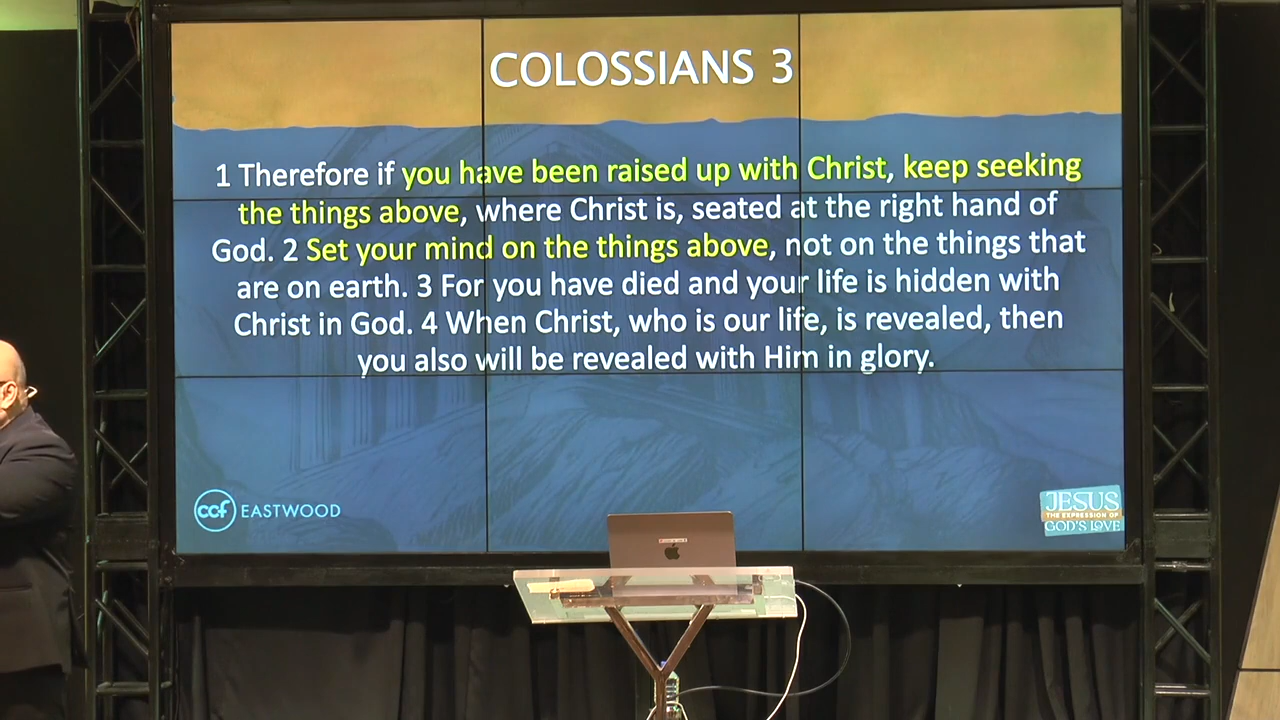 COLOSSIANS 3
1 Therefore if you have been raised up with Christ, keep seeking
the things above, where Christ is, seated at the right hand of
God. 2 Set your mind on the things above, not on the things that
are on earth. 3 For you have died and your life is hidden with
Christ in God. 4 When Christ, who is our life, is revealed, then
you also will be revealed with Him in glory.
ccf EASTWOOD
JESUS
THE EXPRESSION OF
GOD'S LOVE